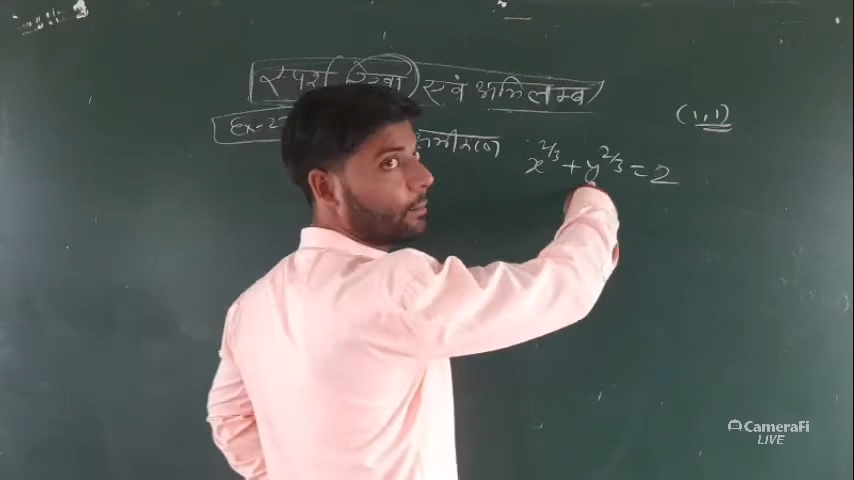 स्पर्श रेखा एवं अभिलम्ब
(1,1)
Ex-2
समीकरण x^{2/3} + y^{2/3} = 2
CameraFi
LIVE